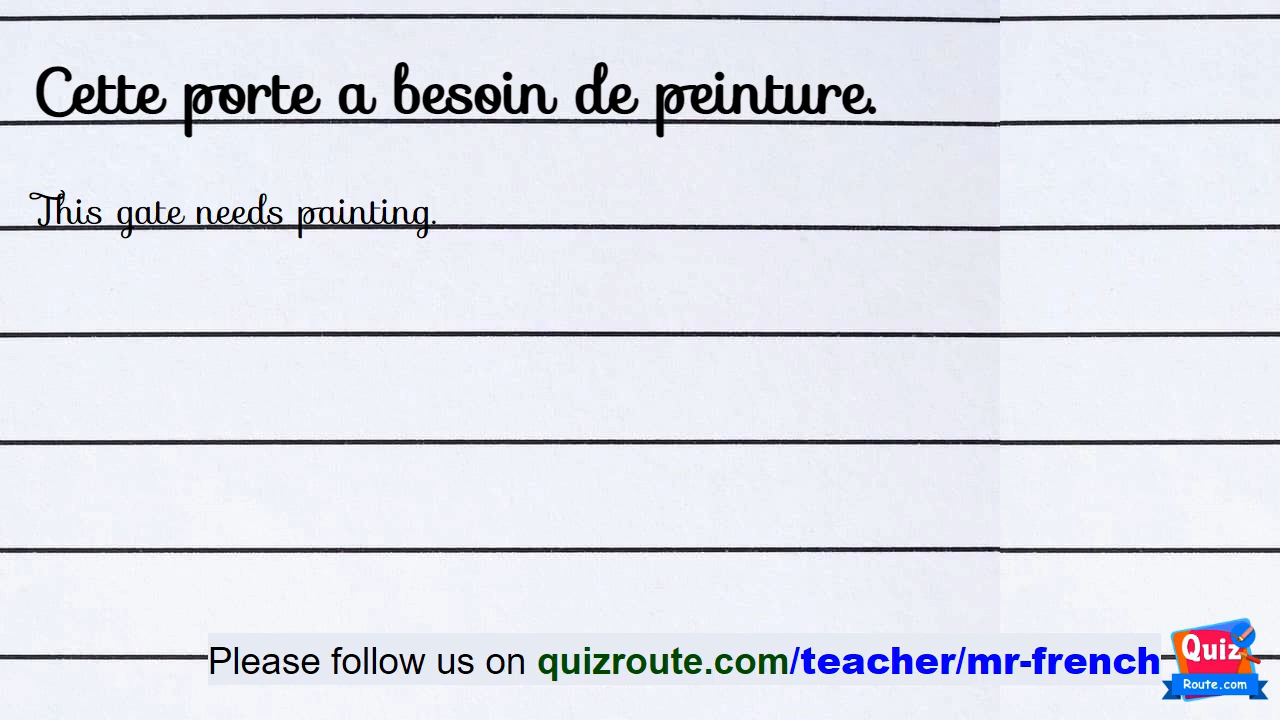 Cette porte a besoin de peinture.
This gate needs painting.
Please follow us on quizroute.com/teacher/mr-french
Quiz
Route.com